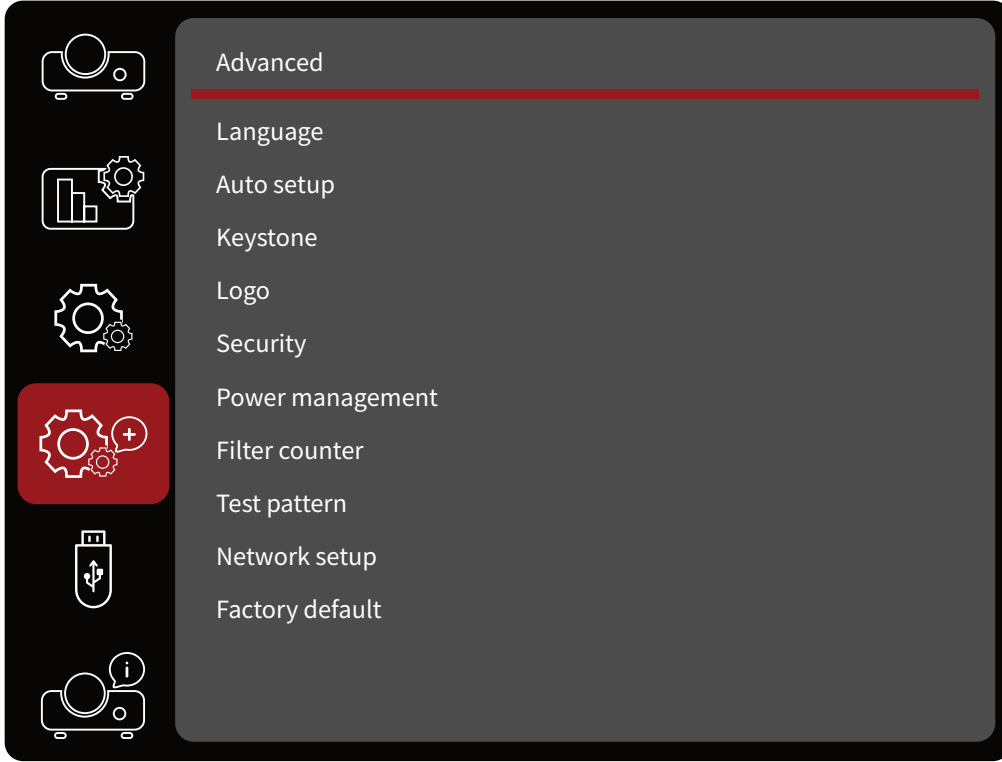 Advanced
Language
Auto setup
Keystone
Logo
Security
Power management
Filter counter
Test pattern
Network setup
Factory default